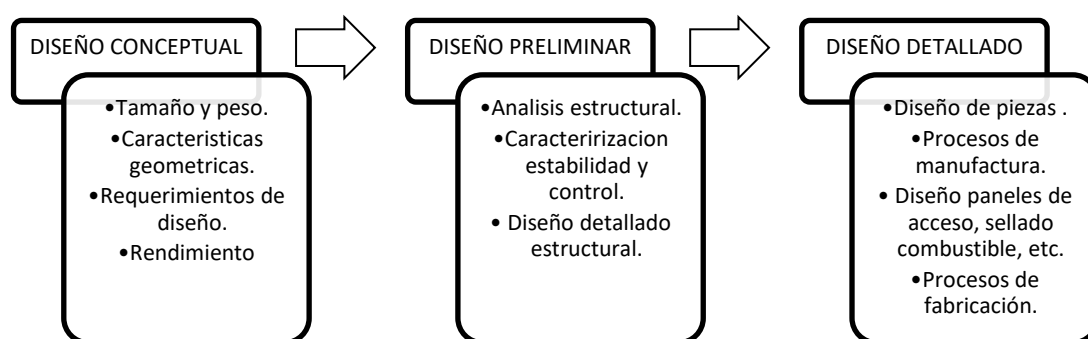 DISEÑO CONCEPTUAL
•Tamaño y peso.
•Caracteristicas
geometricas.
•Requerimientos de
diseño.
•Rendimiento
DISEÑO PRELIMINAR
•Analisis estructural.
•Caracteririzacion
estabilidad y
control.
• Diseño detallado
estructural.
DISEÑO DETALLADO
•Diseño de piezas .
•Procesos de
manufactura.
• Diseño paneles de
acceso, sellado
combustible, etc.
•Procesos de
fabricación.